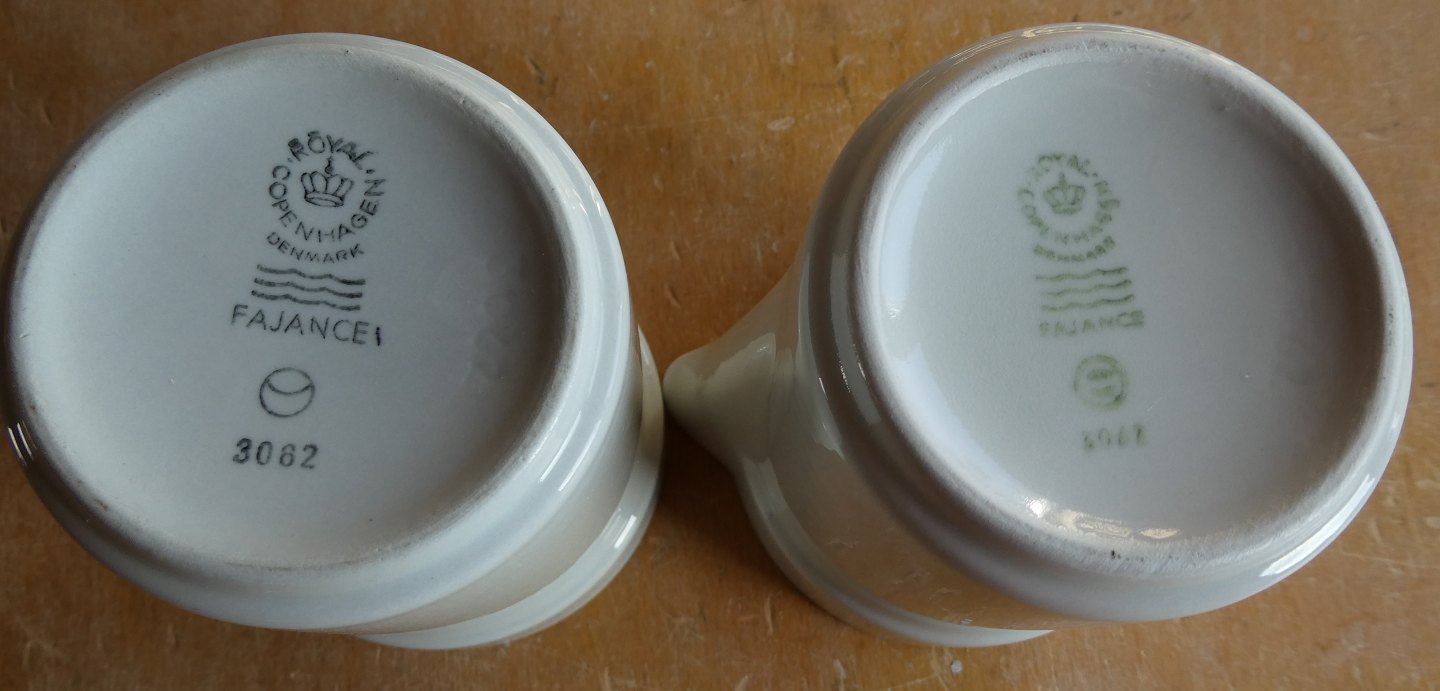 ROYAL
COPENHAGEN
DENMARK
FAJANCE
3062
ROYAL
COPENHAGEN
DENMARK
FAJANCE
3062